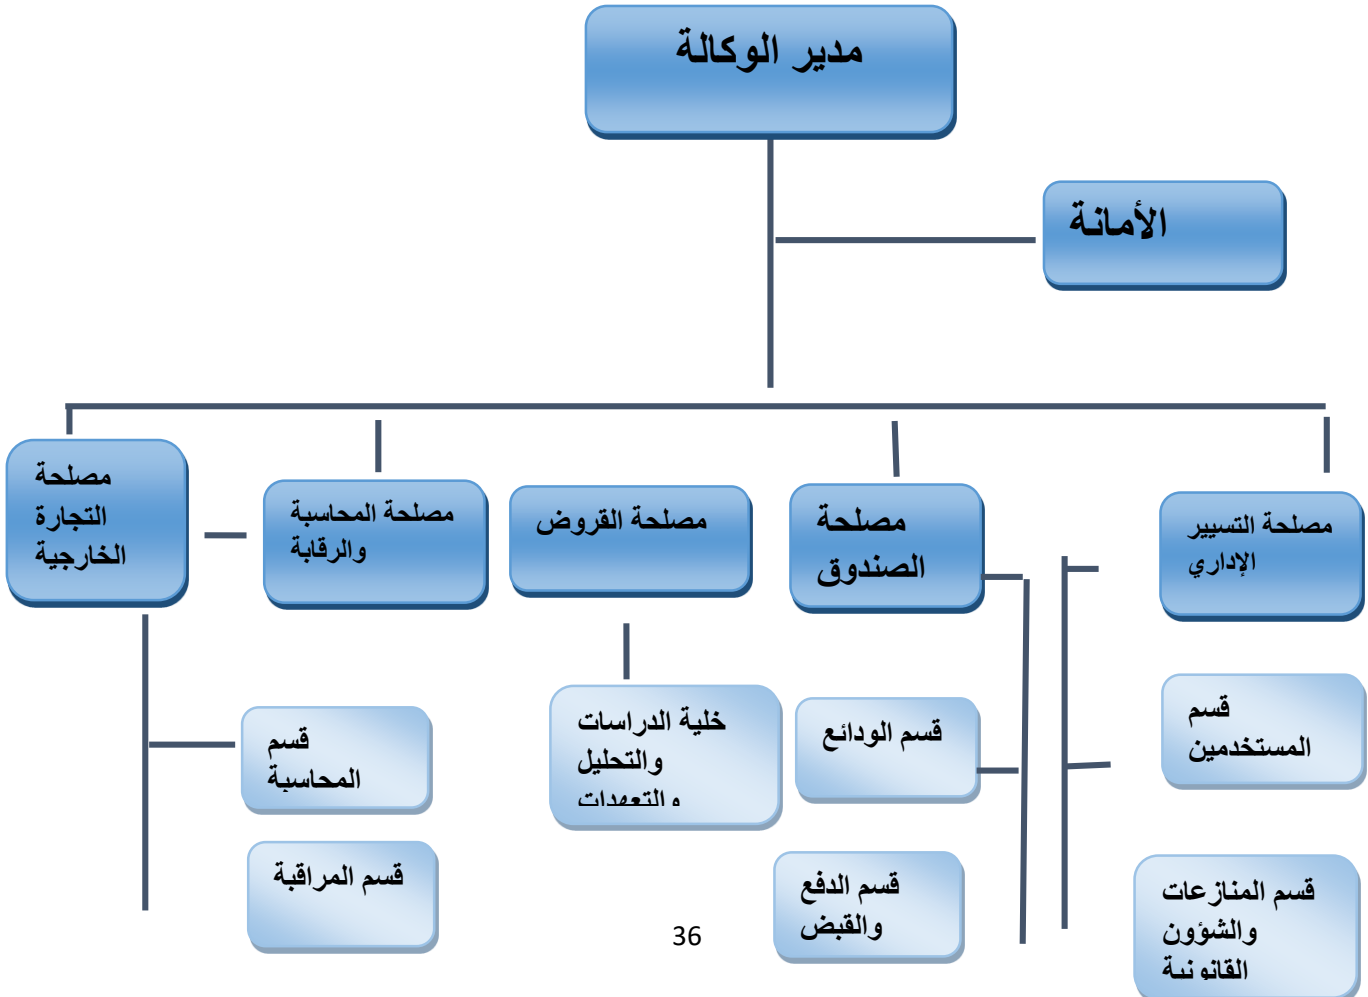 مدير الوكالة
الأمانة
مصلحة التسيير
الإداري
مصلحة
الصندوق
مصلحة القروض
مصلحة المحاسبة
والرقابة
مصلحة
التجارة
الخارجية
قسم
المستخدمين
قسم الودائع
خلية الدراسات
والتحليل
والتعهدات
قسم
المحاسبة
قسم المنازعات
والشؤون
القانونية
قسم الدفع
والقبض
قسم المراقبة
36